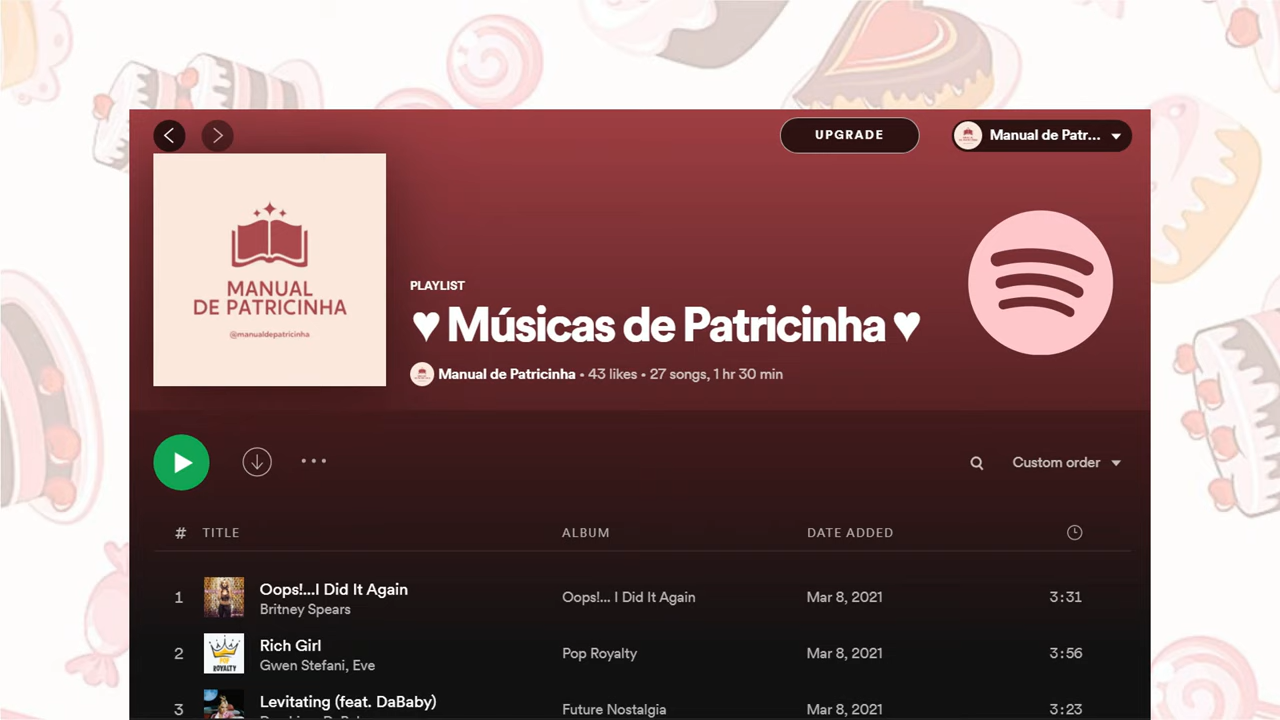 UPGRADE
Manual de Patr...
MANUAL
DE PATRICINHA
@manualdepatricinha
PLAYLIST
♥ Músicas de Patricinha ♥
Manual de Patricinha • 43 likes • 27 songs, 1 hr 30 min
Custom order
# TITLE ALBUM DATE ADDED
1 Oops!...I Did It Again Oops!... I Did It Again Mar 8, 2021 3:31
Britney Spears
2 Rich Girl Pop Royalty Mar 8, 2021 3:56
Gwen Stefani, Eve
POP
ROYALTY
3 Levitating (feat. DaBaby) Future Nostalgia Mar 8, 2021 3:23